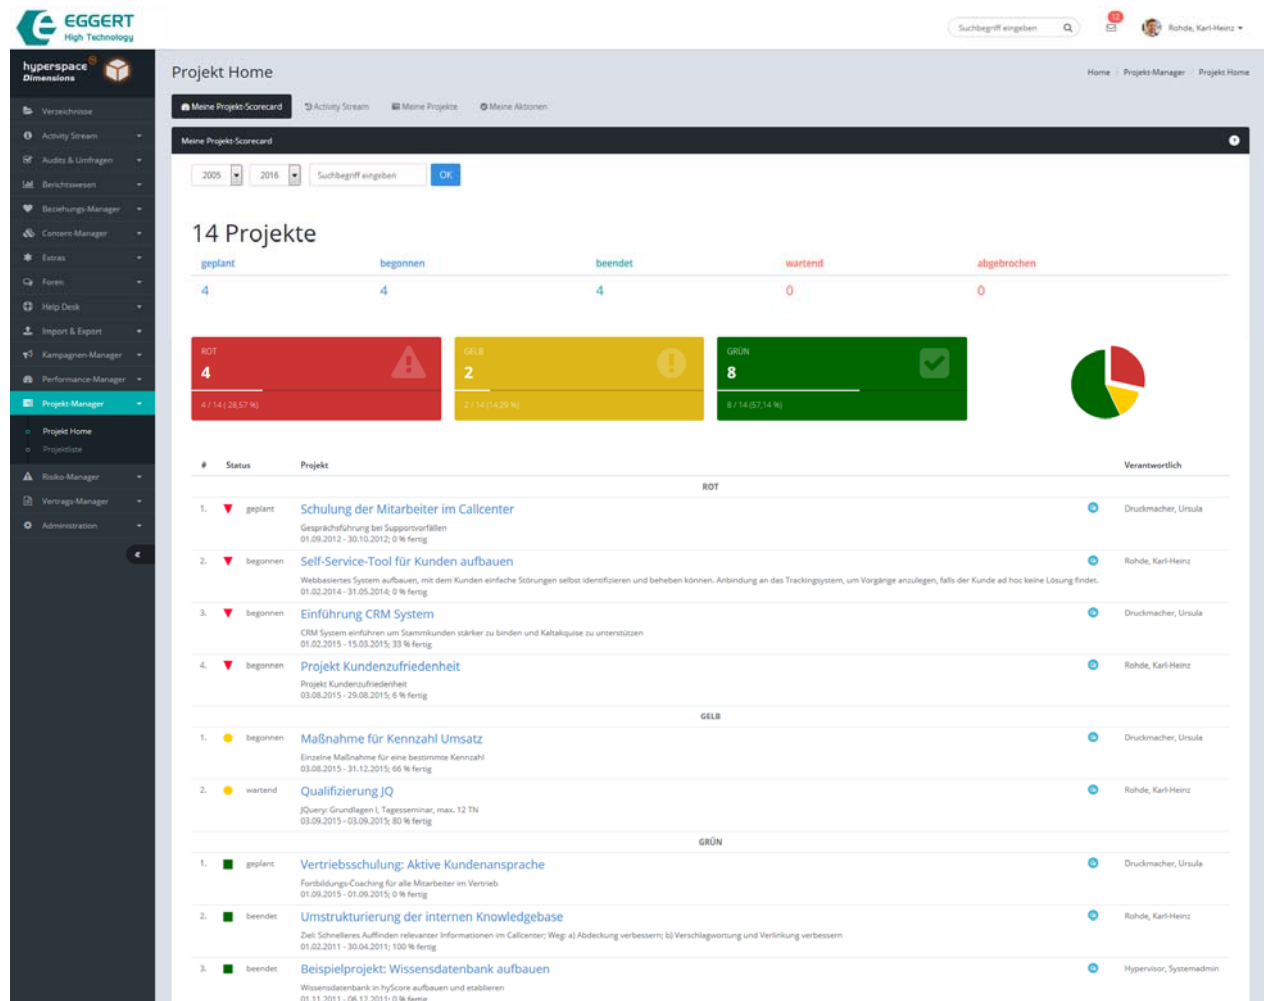 EGGERT
High Technology
Suchbegriff eingeben
12
Rohde, Karl-Heinz
hyperspace
Dimensions
Projekt Home
Home / Projekt-Manager / Projekt Home
Meine Projekt-Scorecard
Activity Stream
Meine Projekte
Meine Aktionen
Verzeichnisse
Activity Stream
Audits & Umfragen
Berichtswesen
Beziehungs-Manager
Content-Manager
Extras
Foren
Help Desk
Import & Export
Kampagnen-Manager
Performance-Manager
Projekt-Manager
Projekt Home
Projektliste
Risiko-Manager
Vertrags-Manager
Administration
Meine Projekt-Scorecard
2005 2016 Suchbegriff eingeben OK
14 Projekte
geplant begonnen beendet wartend abgebrochen
4 4 4 0 0
ROT
4
4 / 14 ( 28,57 %)
GELB
2
2 / 14 (14,29 %)
GRÜN
8
8 / 14 (57,14 %)
# Status Projekt Verantwortlich
ROT
1. geplant Schulung der Mitarbeiter im Callcenter Druckmacher, Ursula
Gesprächsführung bei Supportvorfällen
01.09.2012 - 30.10.2012; 0 % fertig
2. begonnen Self-Service-Tool für Kunden aufbauen Rohde, Karl-Heinz
Webbasiertes System aufbauen, mit dem Kunden einfache Störungen selbst identifizieren und beheben können. Anbindung an das Trackingsystem, um Vorgänge anzulegen, falls der Kunde ad hoc keine Lösung findet.
01.02.2014 - 31.05.2014; 0 % fertig
3. begonnen Einführung CRM System Druckmacher, Ursula
CRM System einführen um Stammkunden stärker zu binden und Kaltakquise zu unterstützen
01.02.2015 - 15.03.2015; 33 % fertig
4. begonnen Projekt Kundenzufriedenheit Rohde, Karl-Heinz
Projekt Kundenzufriedenheit
03.08.2015 - 29.08.2015; 6 % fertig
GELB
1. begonnen Maßnahme für Kennzahl Umsatz Druckmacher, Ursula
Einzelne Maßnahme für eine bestimmte Kennzahl
03.08.2015 - 31.12.2015; 66 % fertig
2. wartend Qualifizierung JQ Rohde, Karl-Heinz
JQuery: Grundlagen I, Tagesseminar, max. 12 TN
03.09.2015 - 03.09.2015; 80 % fertig
GRÜN
1. geplant Vertriebsschulung: Aktive Kundenansprache Druckmacher, Ursula
Fortbildungs-Coaching für alle Mitarbeiter im Vertrieb
01.09.2015 - 01.09.2015; 0 % fertig
2. beendet Umstrukturierung der internen Knowledgebase Rohde, Karl-Heinz
Ziel: Schnelleres Auffinden relevanter Informationen im Callcenter; Weg: a) Abdeckung verbessern; b) Verschlagwortung und Verlinkung verbessern
01.02.2011 - 30.04.2011; 100 % fertig
3. beendet Beispielprojekt: Wissensdatenbank aufbauen Hypervisor, Systemadmin
Wissensdatenbank in hyScore aufbauen und etablieren
01.11.2011 - 06.12.2011; 0 % fertig